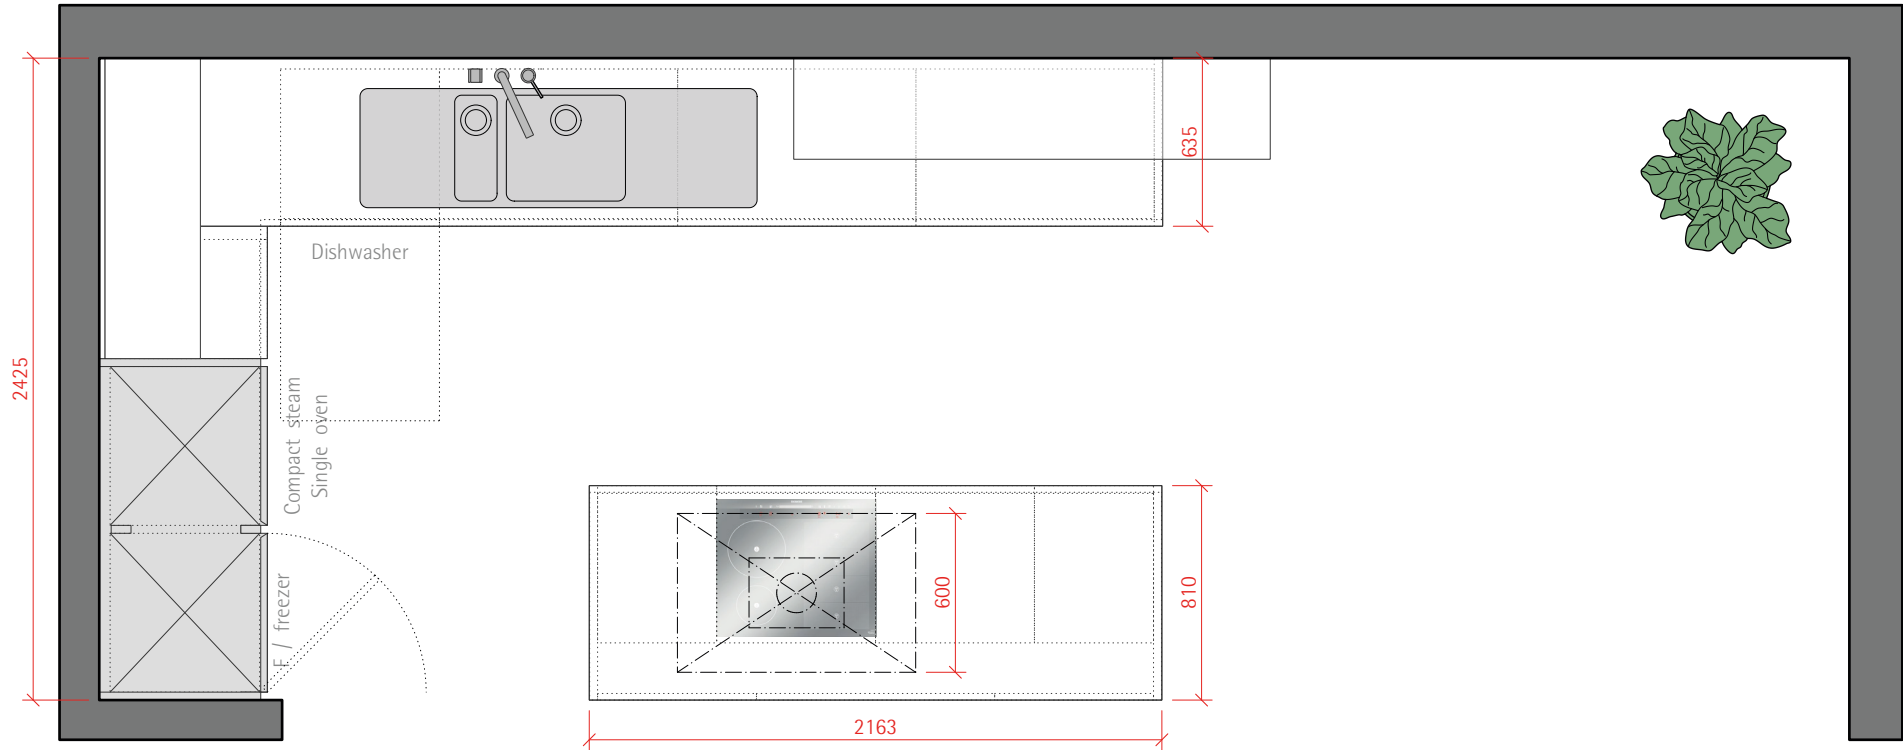 635
Dishwasher
2425
Compact steam
Single oven
F / freezer
600
810
2163